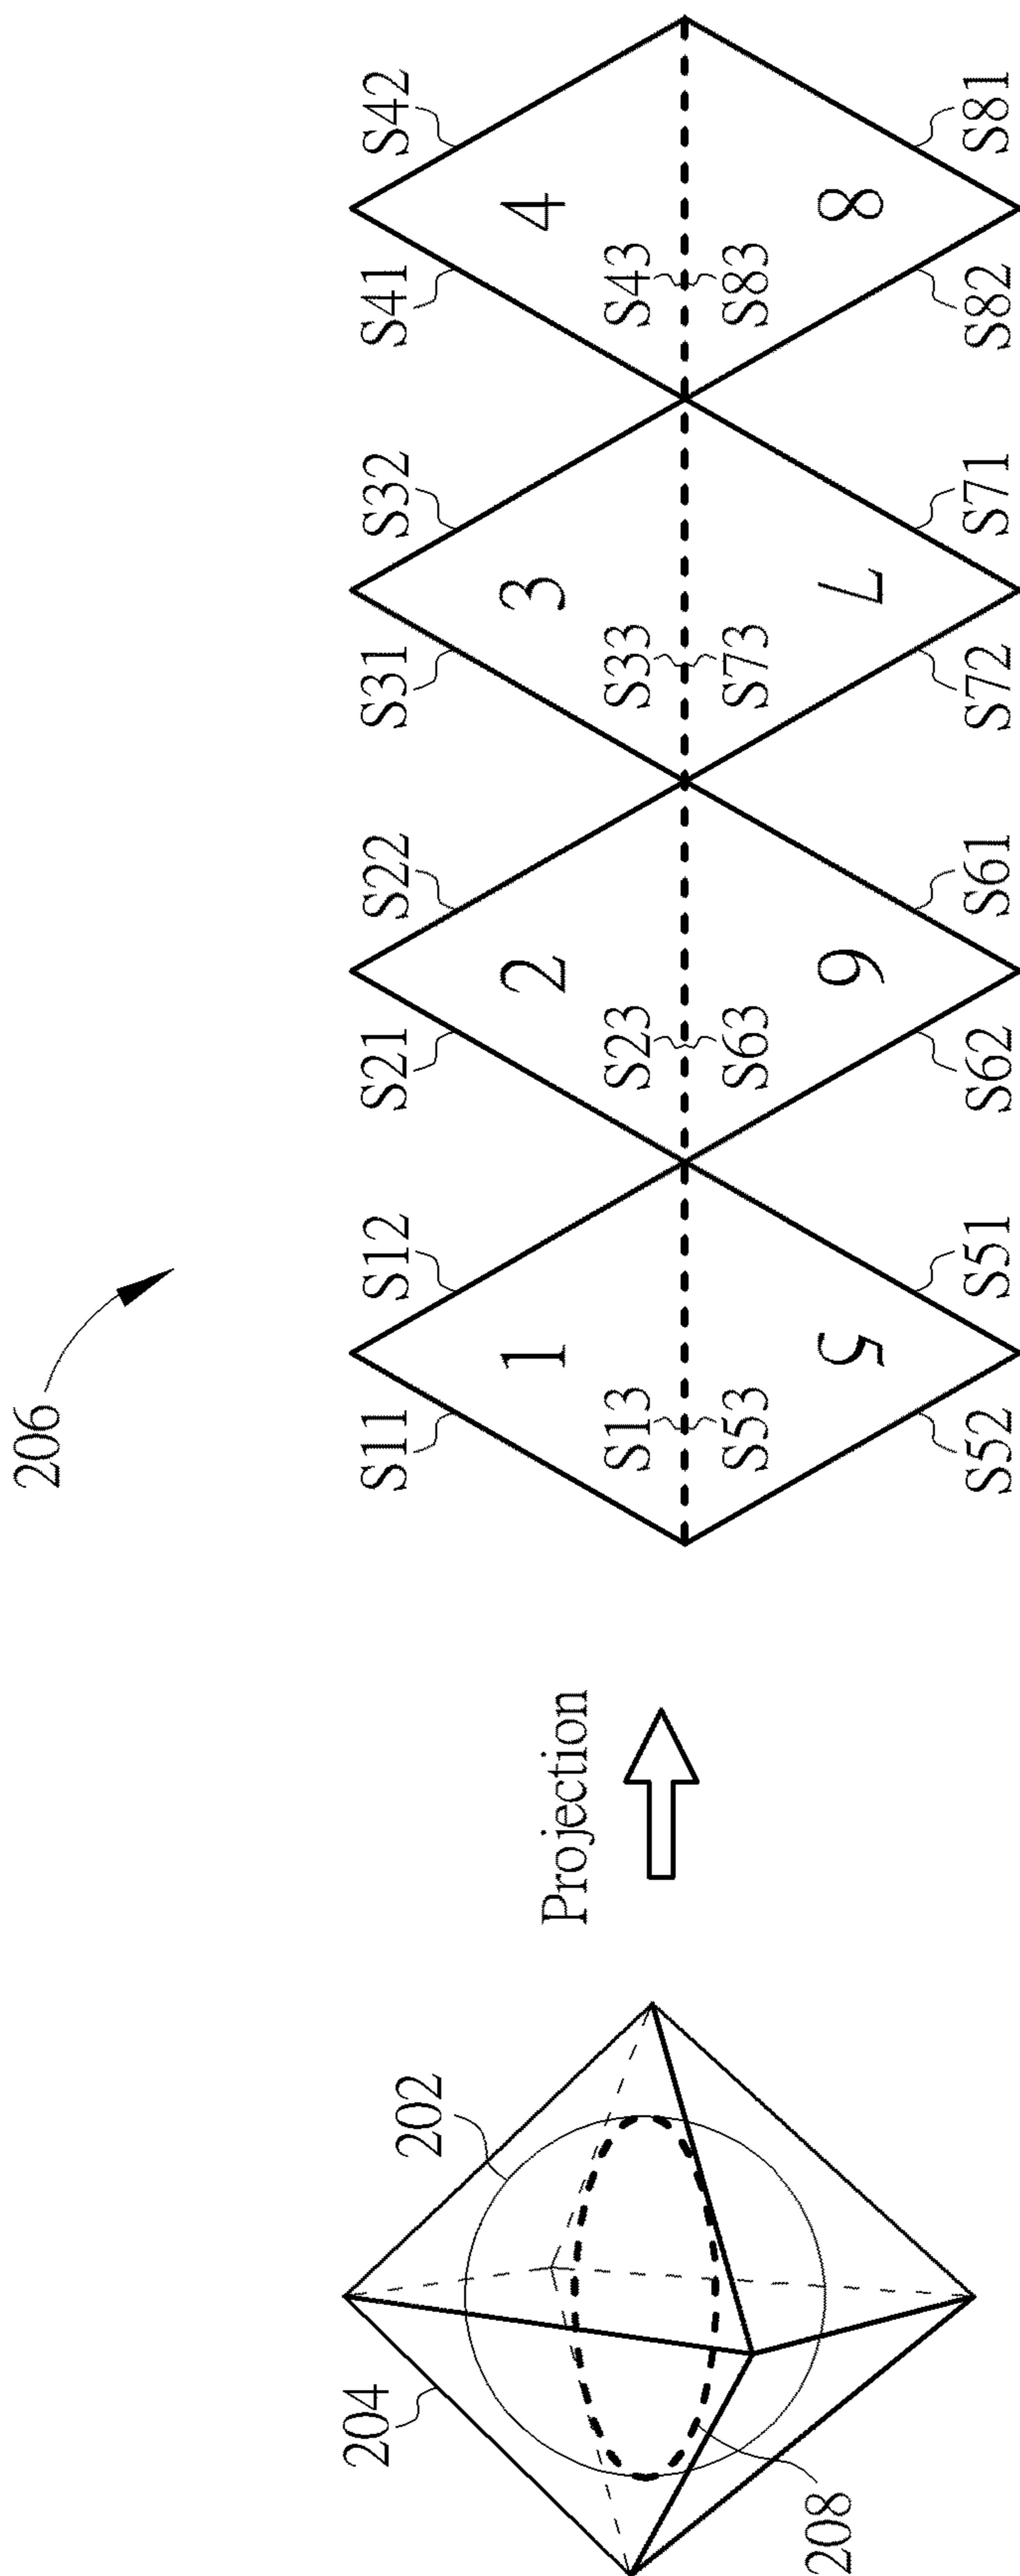 206
204
202
208
Projection
S11
S12
S21
S22
S31
S32
S41
S42
1
2
3
4
S13
S23
S33
S43
S53
S63
S73
S83
5
6
7
8
S52
S51
S62
S61
S72
S71
S82
S81